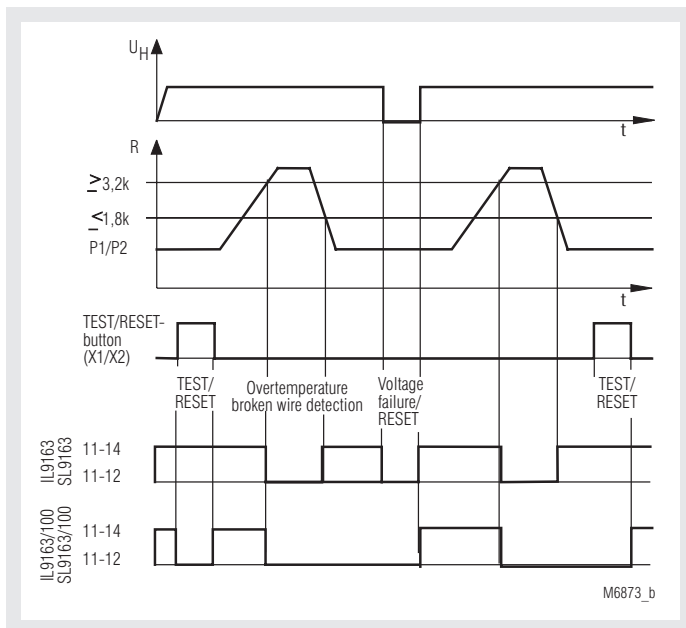 UH
t
R
≥3,2k
≤1,8k
P1/P2
t
TEST/RESET-
button
(X1/X2)
TEST/
RESET
Overtemperature
broken wire detection
Voltage
failure/
RESET
TEST/
RESET
IL9163
SL9163
11-14
11-12
IL9163/100
SL9163/100
11-14
11-12
M6873_b